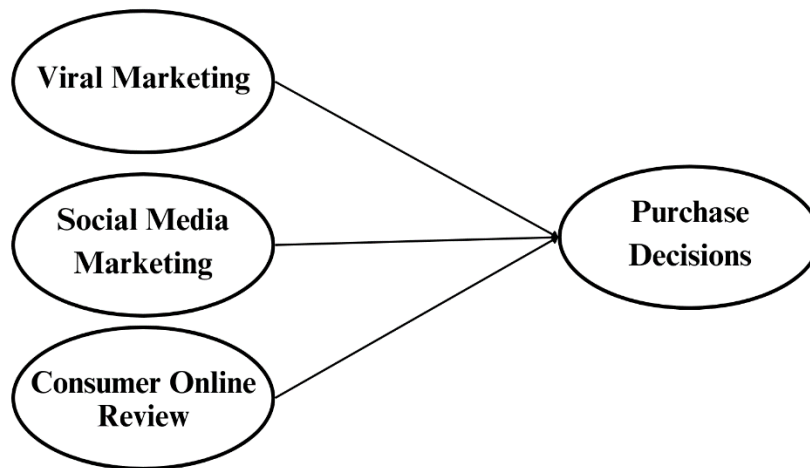 Viral Marketing
Social Media
Marketing
Consumer Online
Review
Purchase
Decisions